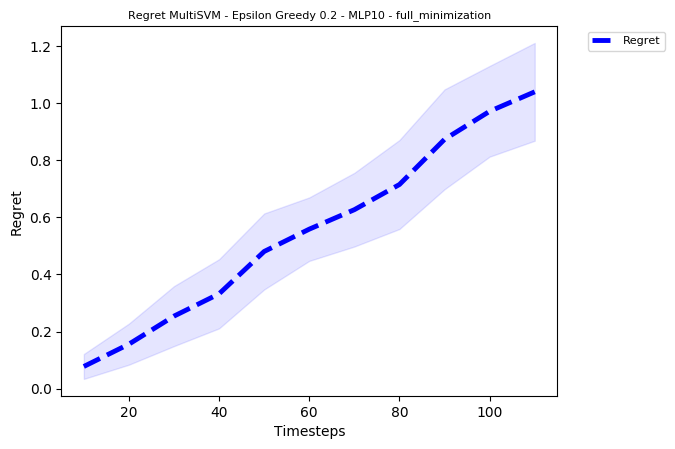 Regret MultiSVM - Epsilon Greedy 0.2 - MLP10 - full_minimization
Regret
1.2
1.0
0.8
0.6
0.4
0.2
0.0
Regret
20 40 60 80 100
Timesteps